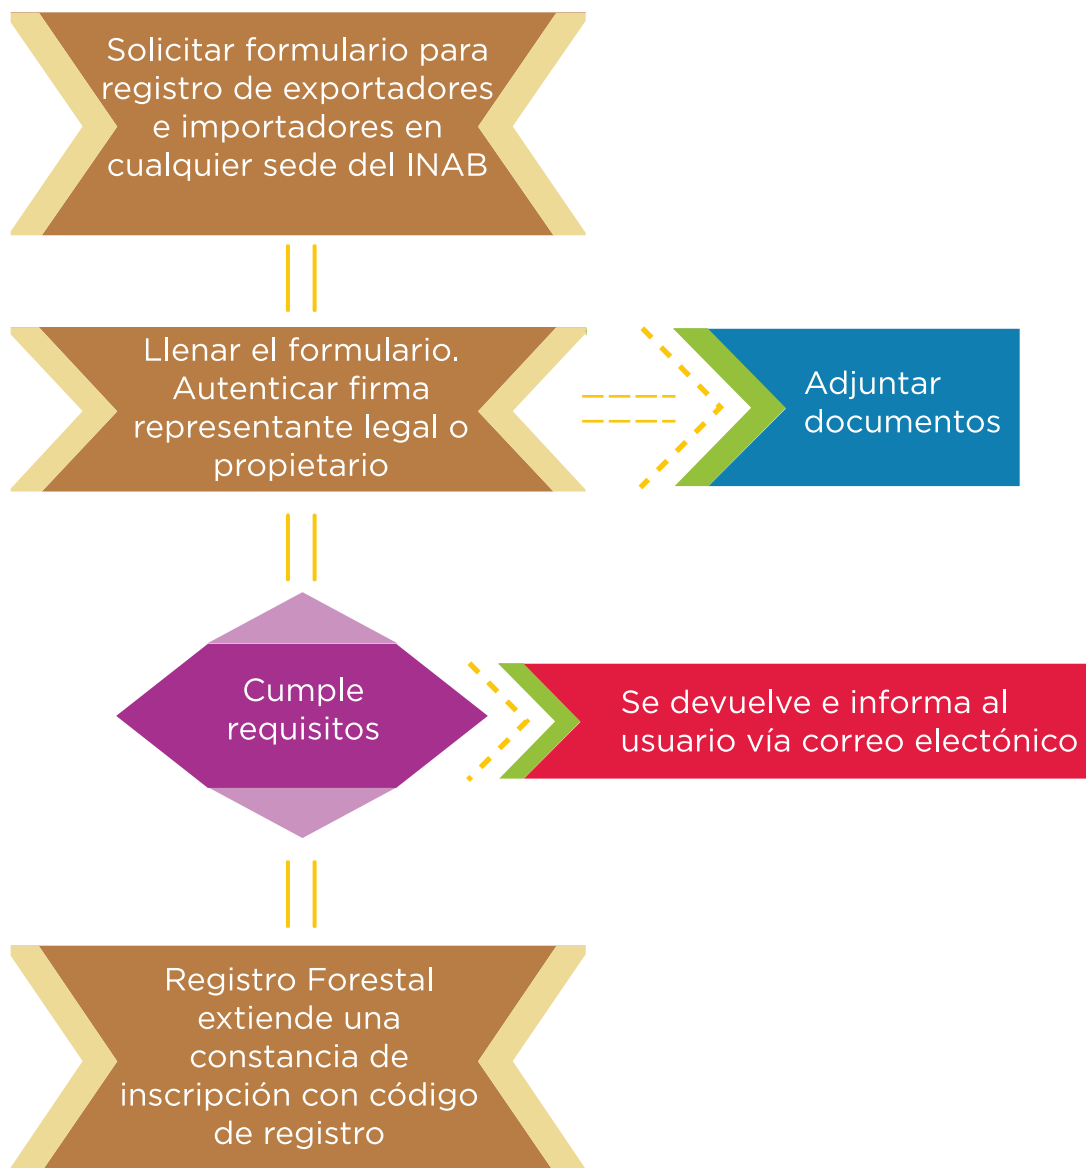 Solicitar formulario para
registro de exportadores
e importadores en
cualquier sede del INAB
Llenar el formulario.
Autenticar firma
representante legal o
propietario
Adjuntar
documentos
Cumple
requisitos
Se devuelve e informa al
usuario vía correo electónico
Registro Forestal
extiende una
constancia de
inscripción con código
de registro